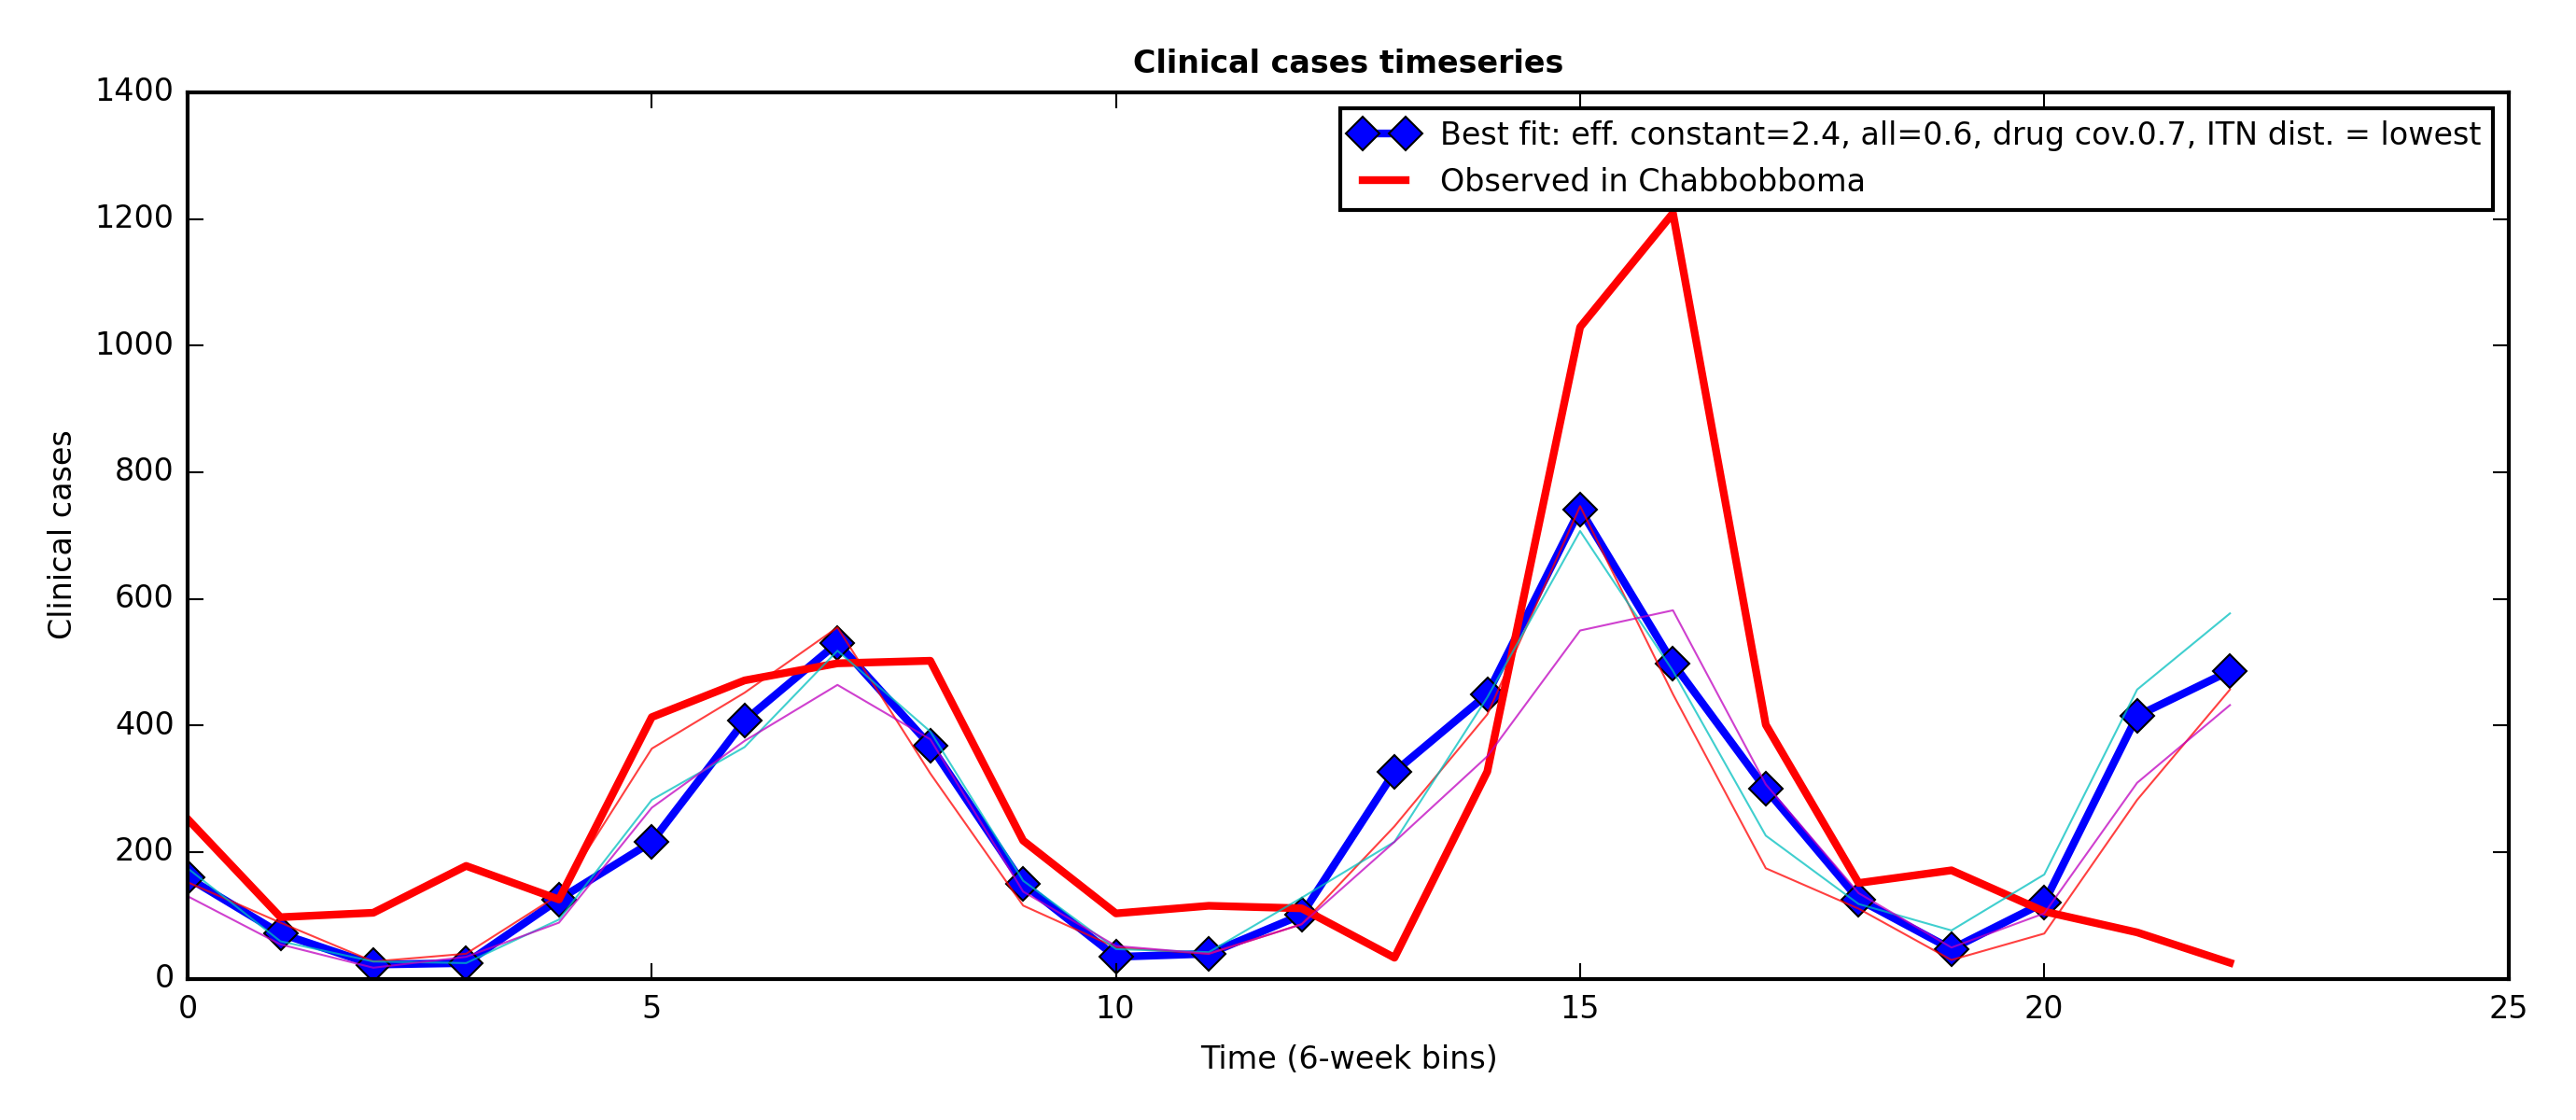 Clinical cases timeseries
1400
1200
1000
800
600
400
200
0
Clinical cases
Best fit: eff. constant=2.4, all=0.6, drug cov.0.7, ITN dist. = lowest
Observed in Chabbobboma
0 5 10 15 20 25
Time (6-week bins)